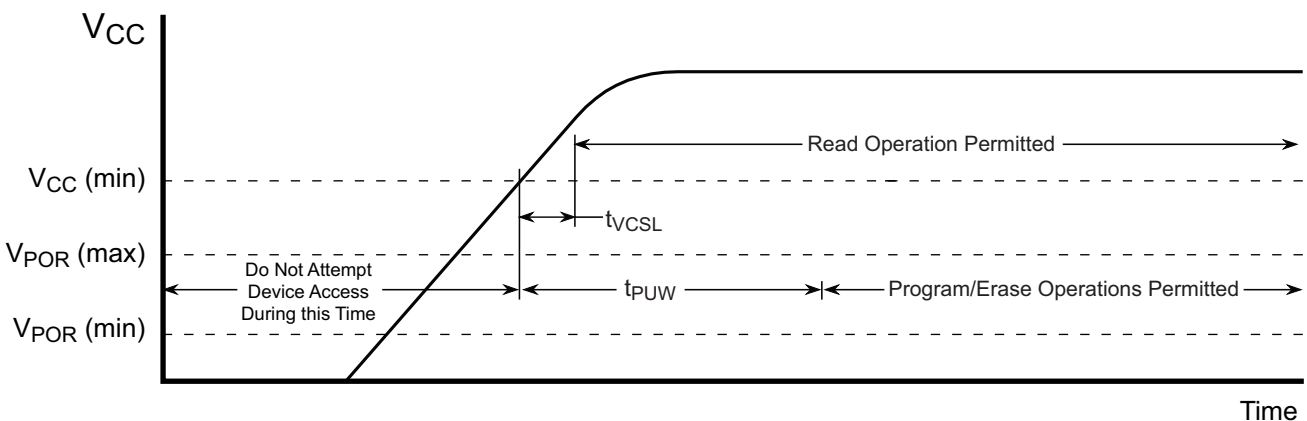 VCC
Read Operation Permitted
VCC (min)
tVCSL
VPOR (max)
Do Not Attempt
Device Access
During this Time
tPUW
Program/Erase Operations Permitted
VPOR (min)
Time